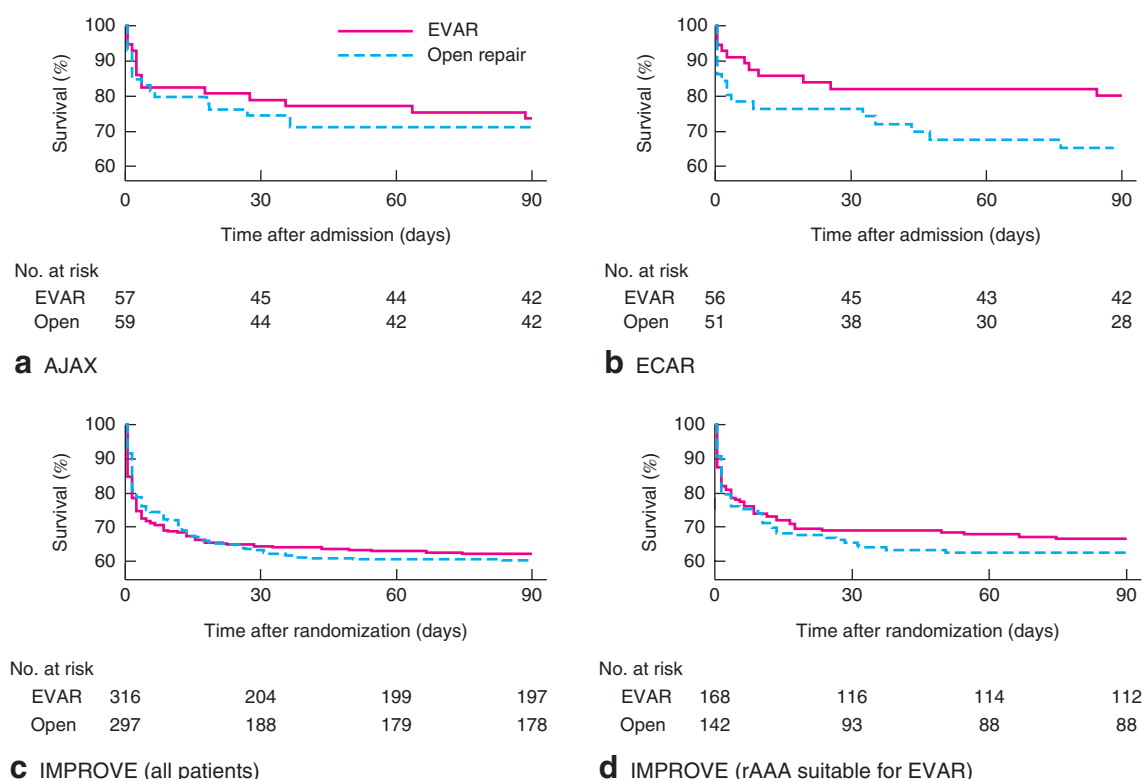 EVAR
Open repair
100
90
80
70
60
Survival (%)
0 30 60 90
Time after admission (days)
No. at risk
EVAR 57 45 44 42
Open 59 44 42 42
a AJAX
100
90
80
70
60
Survival (%)
0 30 60 90
Time after admission (days)
No. at risk
EVAR 56 45 43 42
Open 51 38 30 28
b ECAR
100
90
80
70
60
Survival (%)
0 30 60 90
Time after randomization (days)
No. at risk
EVAR 316 204 199 197
Open 297 188 179 178
c IMPROVE (all patients)
100
90
80
70
60
Survival (%)
0 30 60 90
Time after randomization (days)
No. at risk
EVAR 168 116 114 112
Open 142 93 88 88
d IMPROVE (rAAA suitable for EVAR)